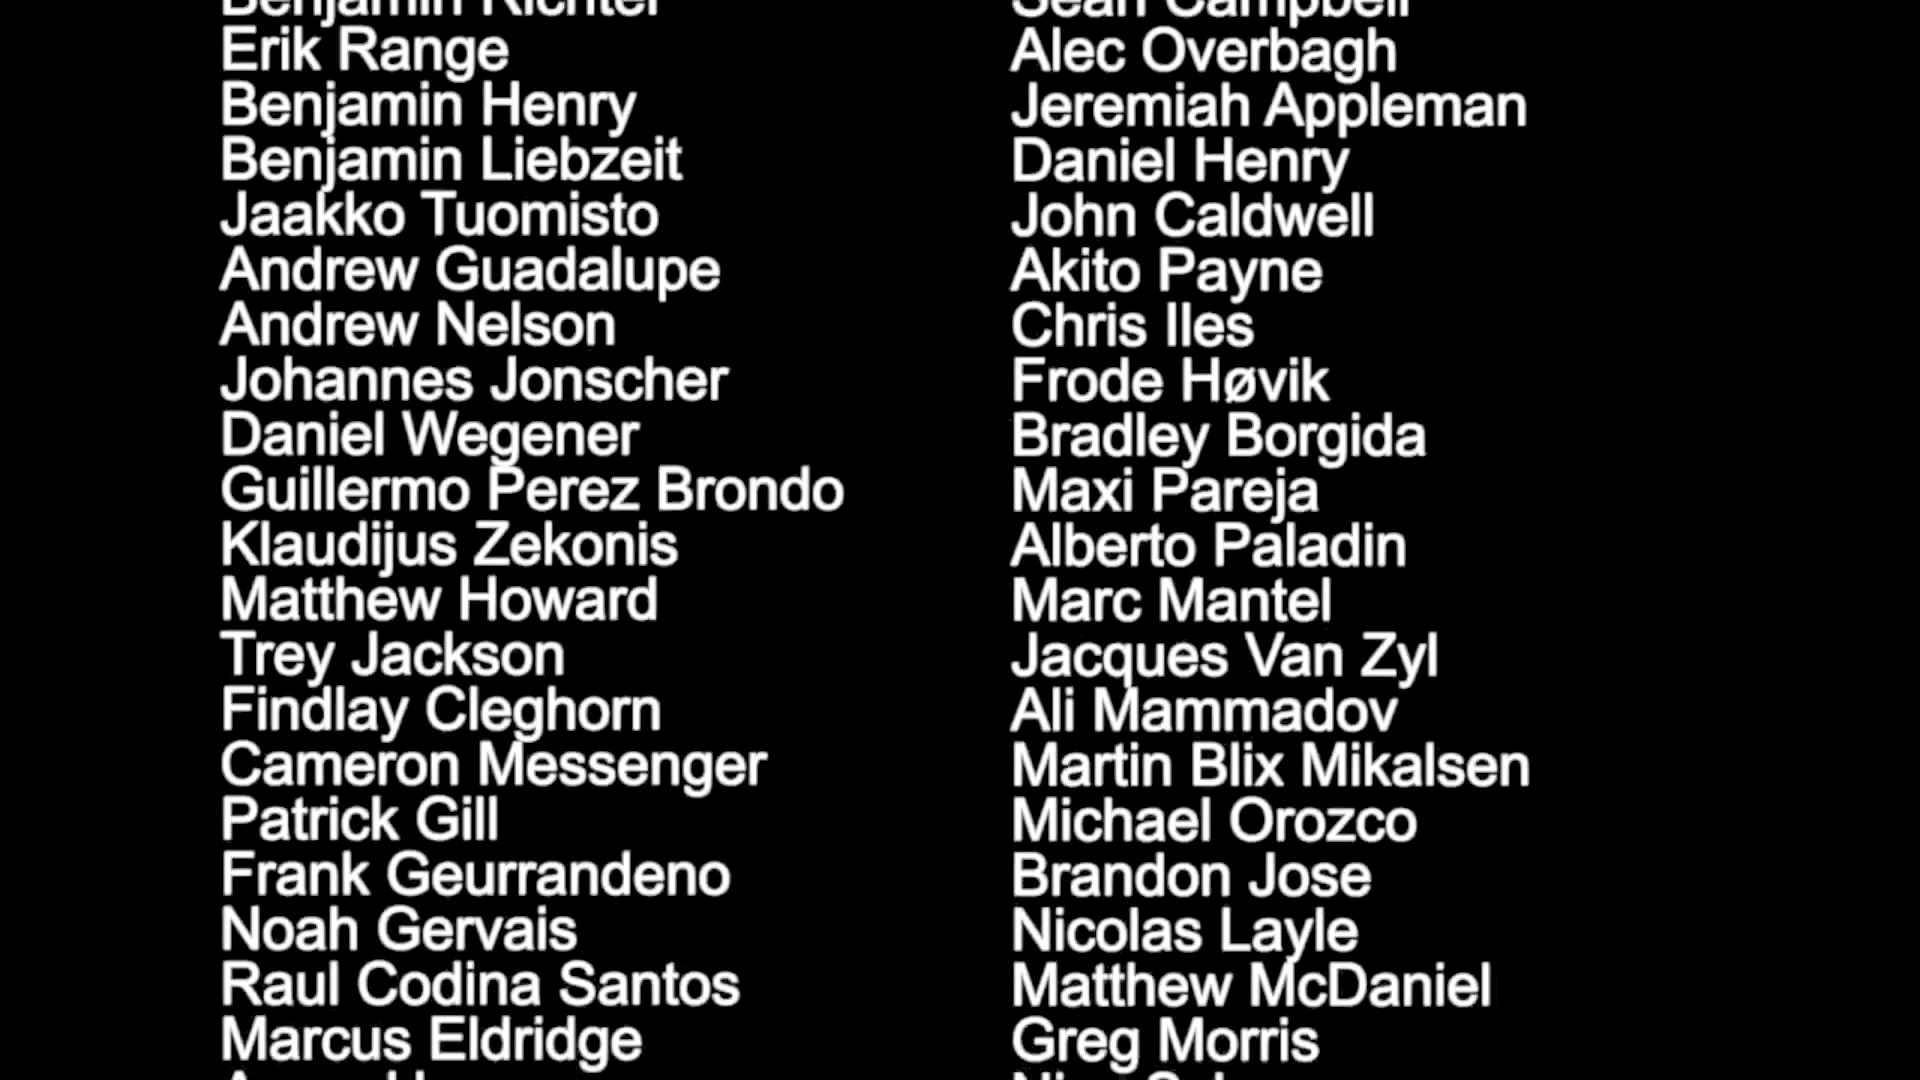 Benjamin Richter
Erik Range
Benjamin Henry
Benjamin Liebzeit
Jaakko Tuomisto
Andrew Guadalupe
Andrew Nelson
Johannes Jonscher
Daniel Wegener
Guillermo Perez Brondo
Klaudijus Zekonis
Matthew Howard
Trey Jackson
Findlay Cleghorn
Cameron Messenger
Patrick Gill
Frank Geurrandeno
Noah Gervais
Raul Codina Santos
Marcus Eldridge
Sean Campbell
Alec Overbagh
Jeremiah Appleman
Daniel Henry
John Caldwell
Akito Payne
Chris Iles
Frode Høvik
Bradley Borgida
Maxi Pareja
Alberto Paladin
Marc Mantel
Jacques Van Zyl
Ali Mammadov
Martin Blix Mikalsen
Michael Orozco
Brandon Jose
Nicolas Layle
Matthew McDaniel
Greg Morris